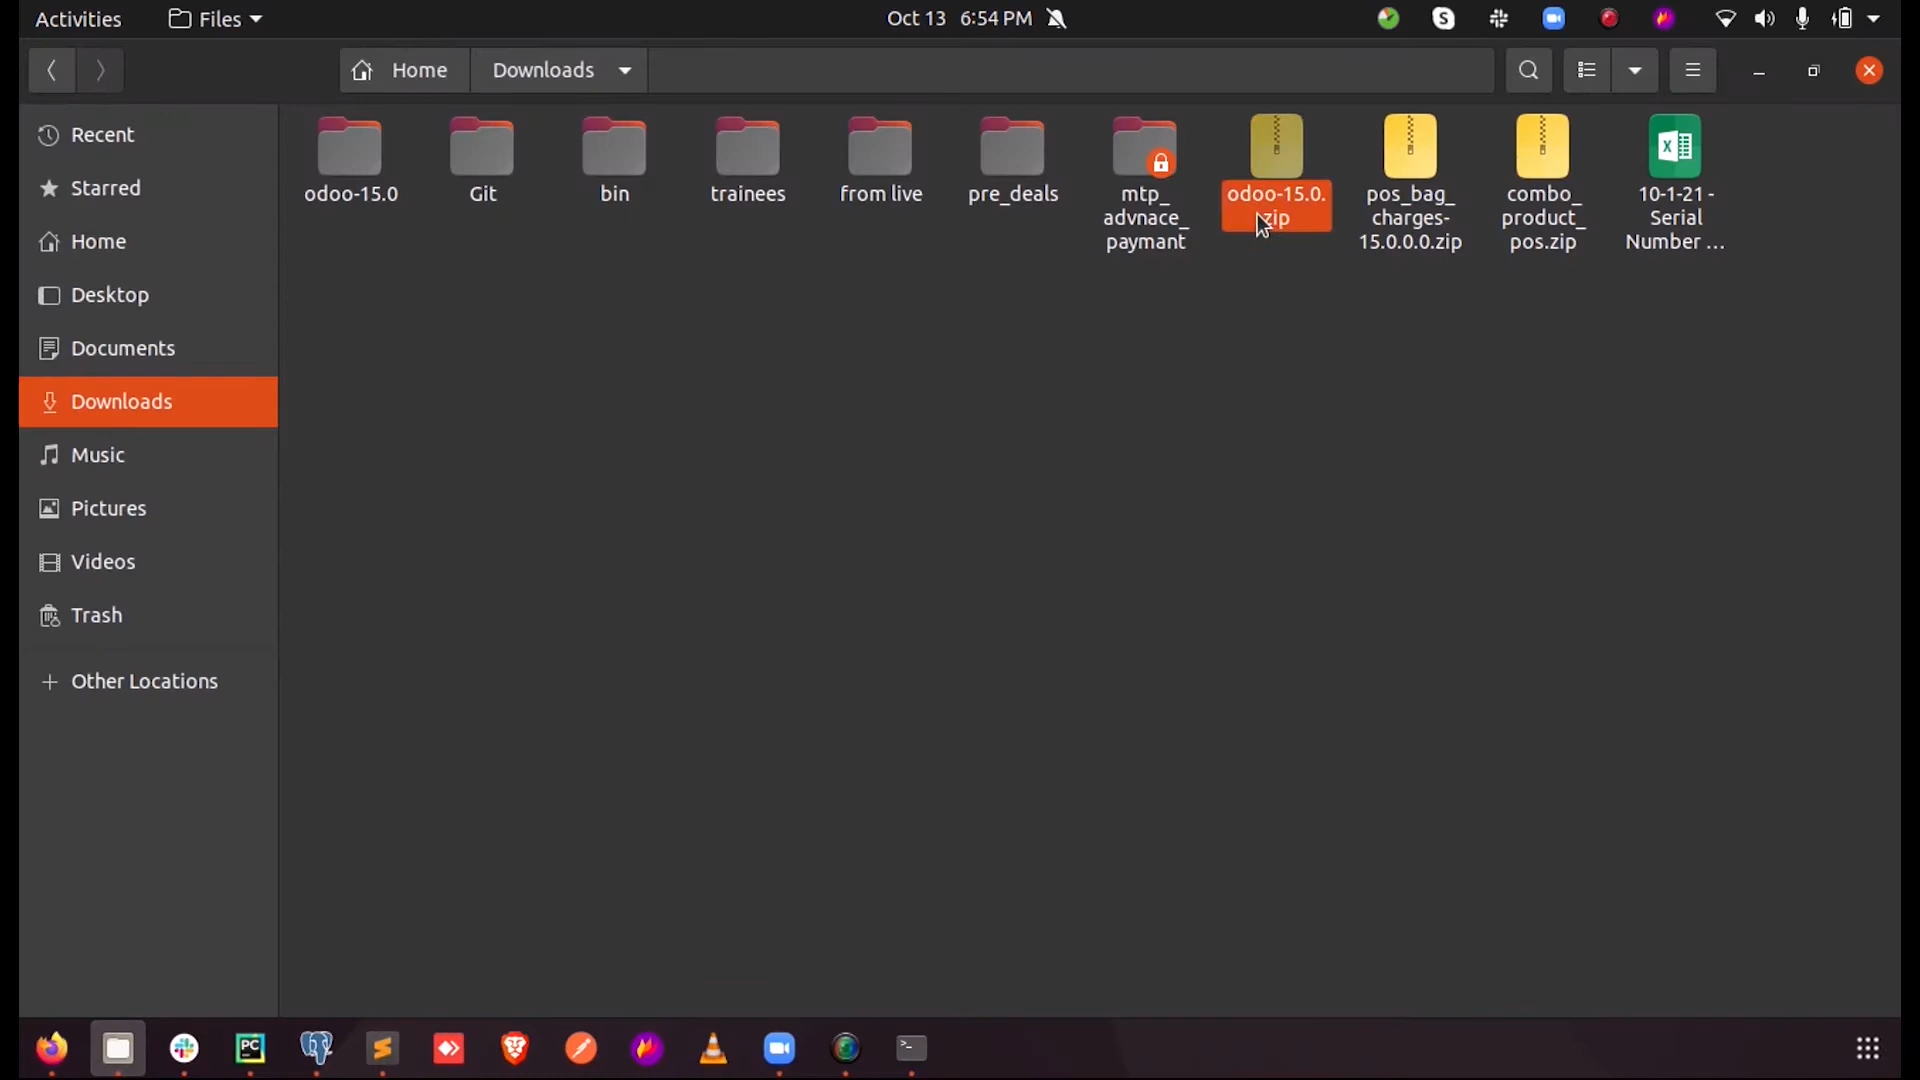 Activities
Files
Oct 13 6:54 PM
Home
Downloads
Recent
Starred
Home
Desktop
Documents
Downloads
Music
Pictures
Videos
Trash
+ Other Locations
odoo-15.0
Git
bin
trainees
from live
pre_deals
mtp_
advnace_
paymant
odoo-15.0.
zip
pos_bag_
charges-
15.0.0.0.zip
combo_
product_
pos.zip
10-1-21 -
Serial
Number ...